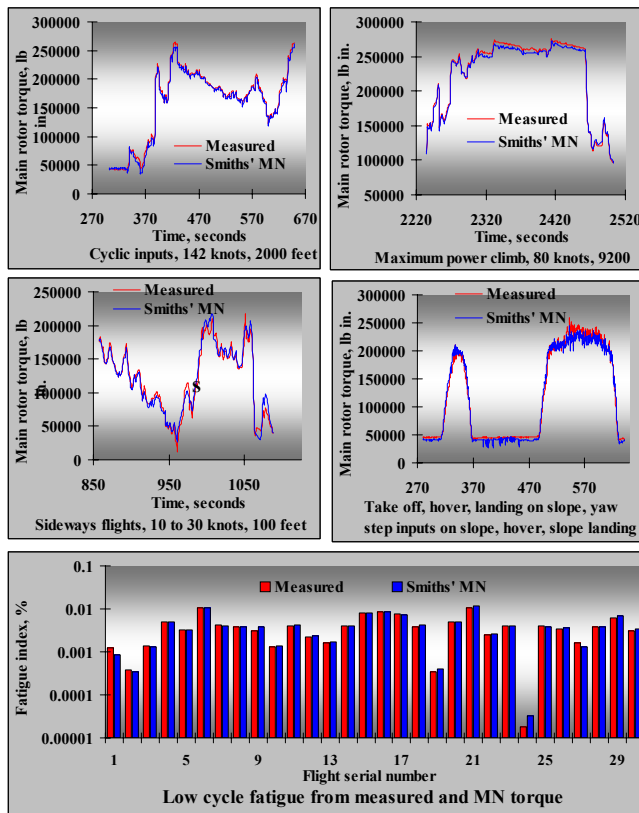 300000
250000
200000
150000
100000
50000
0
Main rotor torque, lb
in.
Measured
Smiths' MN
270 370 470 570 670
Time, seconds
Cyclic inputs, 142 knots, 2000 feet
300000
250000
200000
150000
100000
50000
Main rotor torque, lb in.
Measured
Smiths' MN
2220 2320 2420 2520
Time, seconds
Maximum power climb, 80 knots, 9200
250000
200000
150000
100000
50000
0
Main rotor torque, lb
in.
Measured
Smiths' MN
s
850 950 1050
Time, seconds
Sideways flights, 10 to 30 knots, 100 feet
300000
250000
200000
150000
100000
50000
0
Main rotor torque, lb in.
Measured
Smiths' MN
270 370 470 570
Take off, hover, landing on slope, yaw
step inputs on slope, hover, slope landing
0.1
0.01
0.001
0.0001
0.00001
Fatigue index, %
Measured
Smiths' MN
1 5 9 13 17 21 25 29
Flight serial number
Low cycle fatigue from measured and MN torque